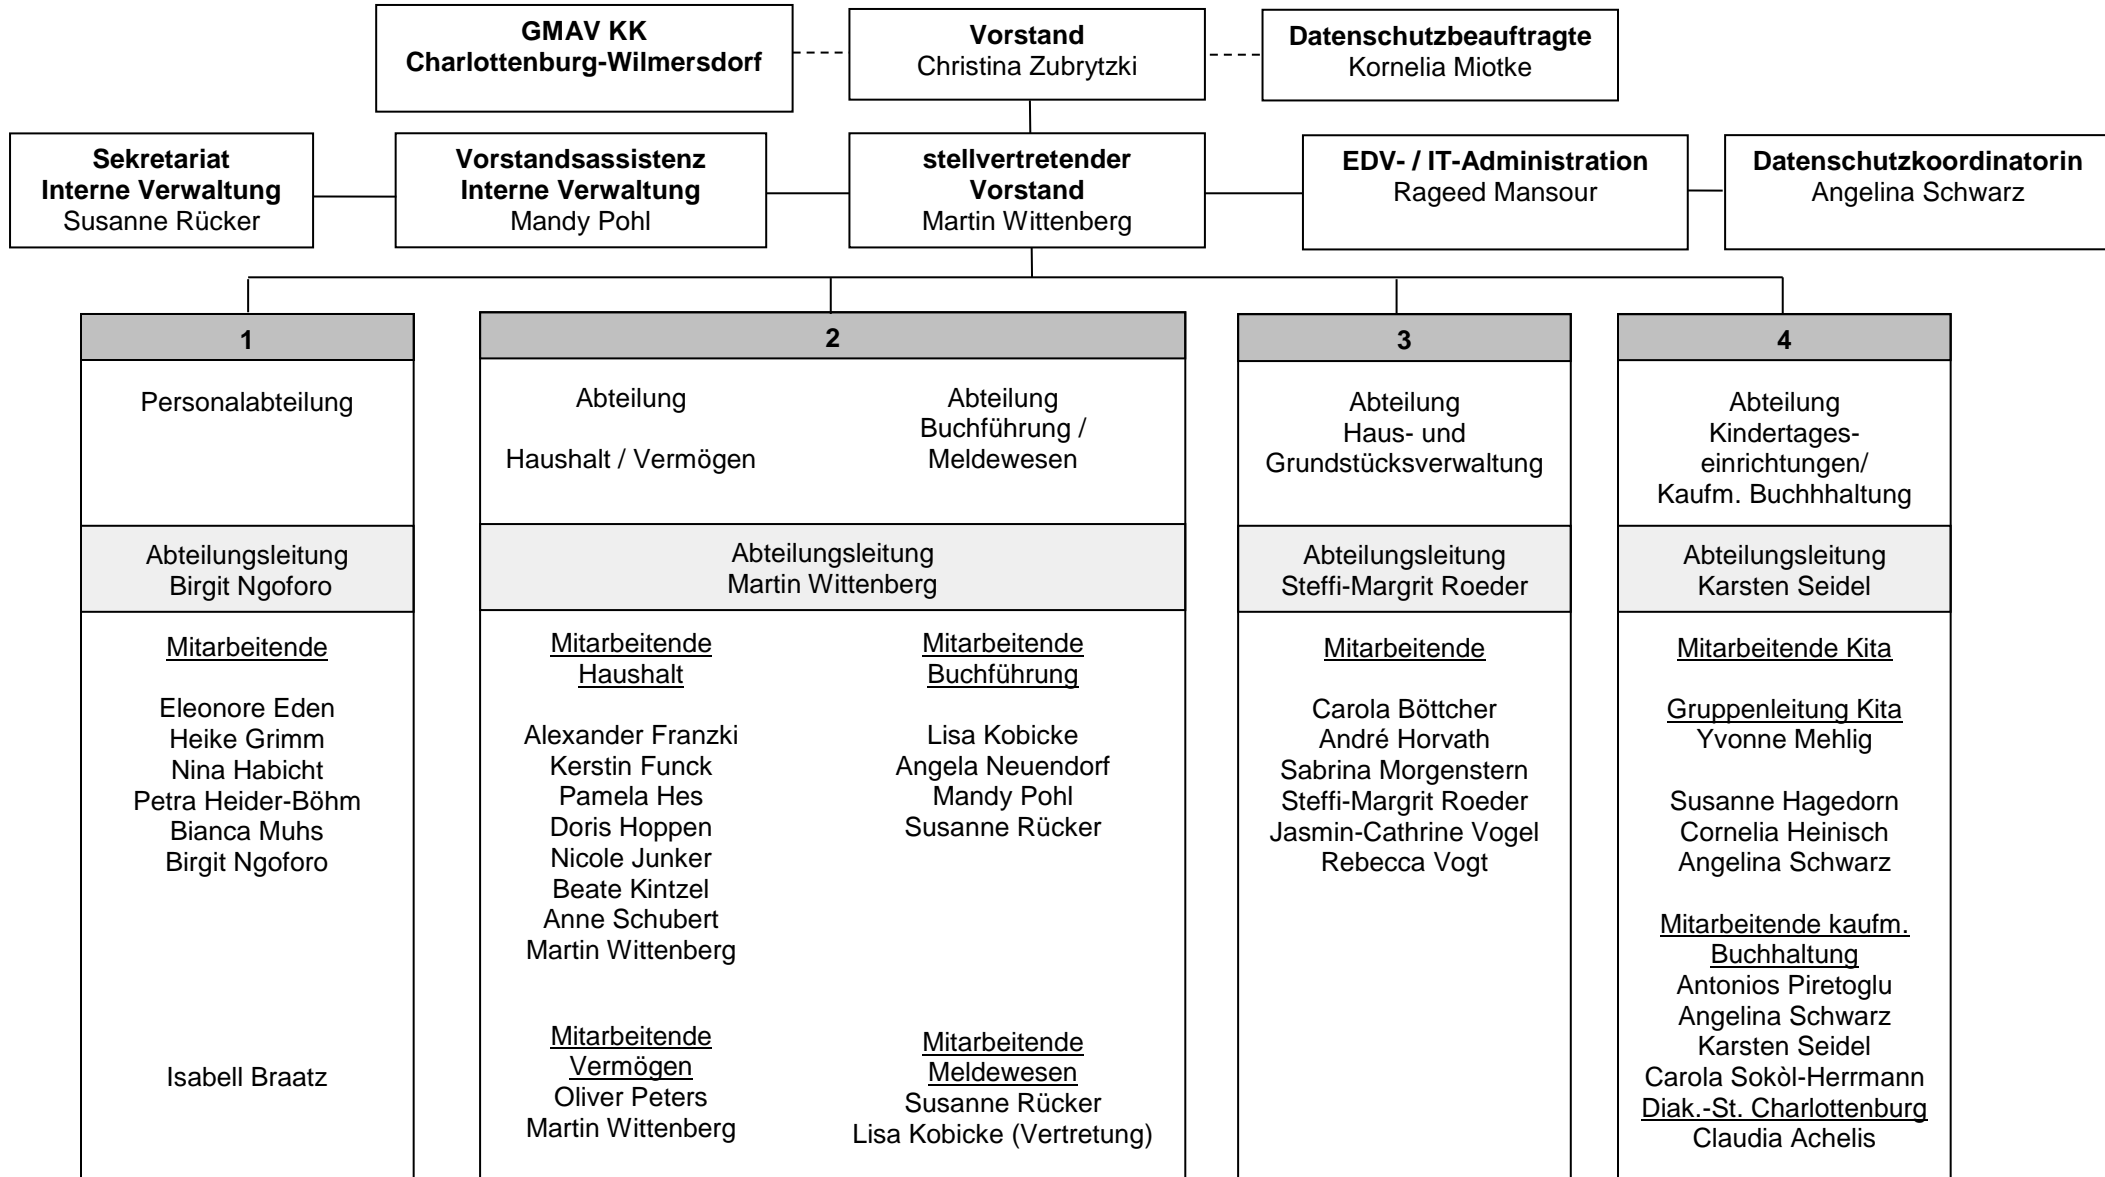 GMAV KK
Charlottenburg-Wilmersdorf
Vorstand
Christina Zubrytzki
Datenschutzbeauftragte
Kornelia Miotke
Sekretariat
Interne Verwaltung
Susanne Rücker
Vorstandsassistenz
Interne Verwaltung
Mandy Pohl
stellvertretender
Vorstand
Martin Wittenberg
EDV- / IT-Administration
Rageed Mansour
Datenschutzkoordinatorin
Angelina Schwarz
1
Personalabteilung
Abteilungsleitung
Birgit Ngoforo
Mitarbeitende
Eleonore Eden
Heike Grimm
Nina Habicht
Petra Heider-Böhm
Bianca Muhs
Birgit Ngoforo
Isabell Braatz
2
Abteilung
Haushalt / Vermögen
Abteilung
Buchführung /
Meldewesen
Abteilungsleitung
Martin Wittenberg
Mitarbeitende
Haushalt
Alexander Franzki
Kerstin Funck
Pamela Hes
Doris Hoppen
Nicole Junker
Beate Kintzel
Anne Schubert
Martin Wittenberg
Mitarbeitende
Vermögen
Oliver Peters
Martin Wittenberg
Mitarbeitende
Buchführung
Lisa Kobicke
Angela Neuendorf
Mandy Pohl
Susanne Rücker
Mitarbeitende
Meldewesen
Susanne Rücker
Lisa Kobicke (Vertretung)
3
Abteilung
Haus- und
Grundstücksverwaltung
Abteilungsleitung
Steffi-Margrit Roeder
Mitarbeitende
Carola Böttcher
André Horvath
Sabrina Morgenstern
Steffi-Margrit Roeder
Jasmin-Cathrine Vogel
Rebecca Vogt
4
Abteilung
Kindertages-
einrichtungen/
Kaufm. Buchhhaltung
Abteilungsleitung
Karsten Seidel
Mitarbeitende Kita
Gruppenleitung Kita
Yvonne Mehlig
Susanne Hagedorn
Cornelia Heinisch
Angelina Schwarz
Mitarbeitende kaufm.
Buchhaltung
Antonios Piretoglu
Angelina Schwarz
Karsten Seidel
Carola Sokòl-Herrmann
Diak.-St. Charlottenburg
Claudia Achelis